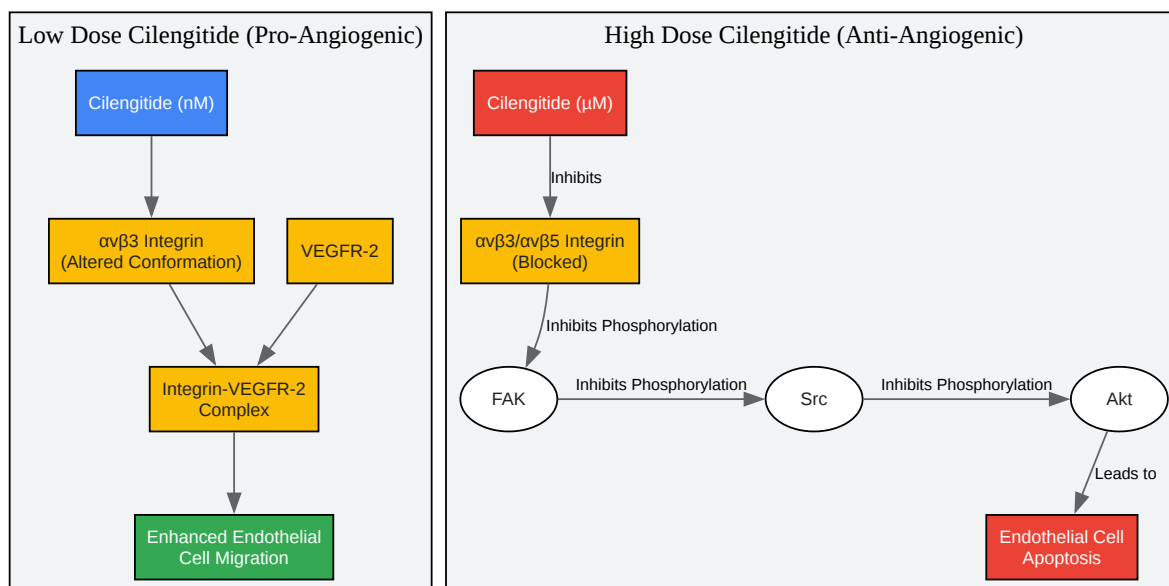 Low Dose Cilengitide (Pro-Angiogenic)
Cilengitide (nM)
αvβ3 Integrin
(Altered Conformation)
VEGFR-2
Integrin-VEGFR-2
Complex
Enhanced Endothelial
Cell Migration
High Dose Cilengitide (Anti-Angiogenic)
Cilengitide (µM)
Inhibits
αvβ3/αvβ5 Integrin
(Blocked)
Inhibits Phosphorylation
FAK
Inhibits Phosphorylation
Src
Inhibits Phosphorylation
Akt
Leads to
Endothelial Cell
Apoptosis